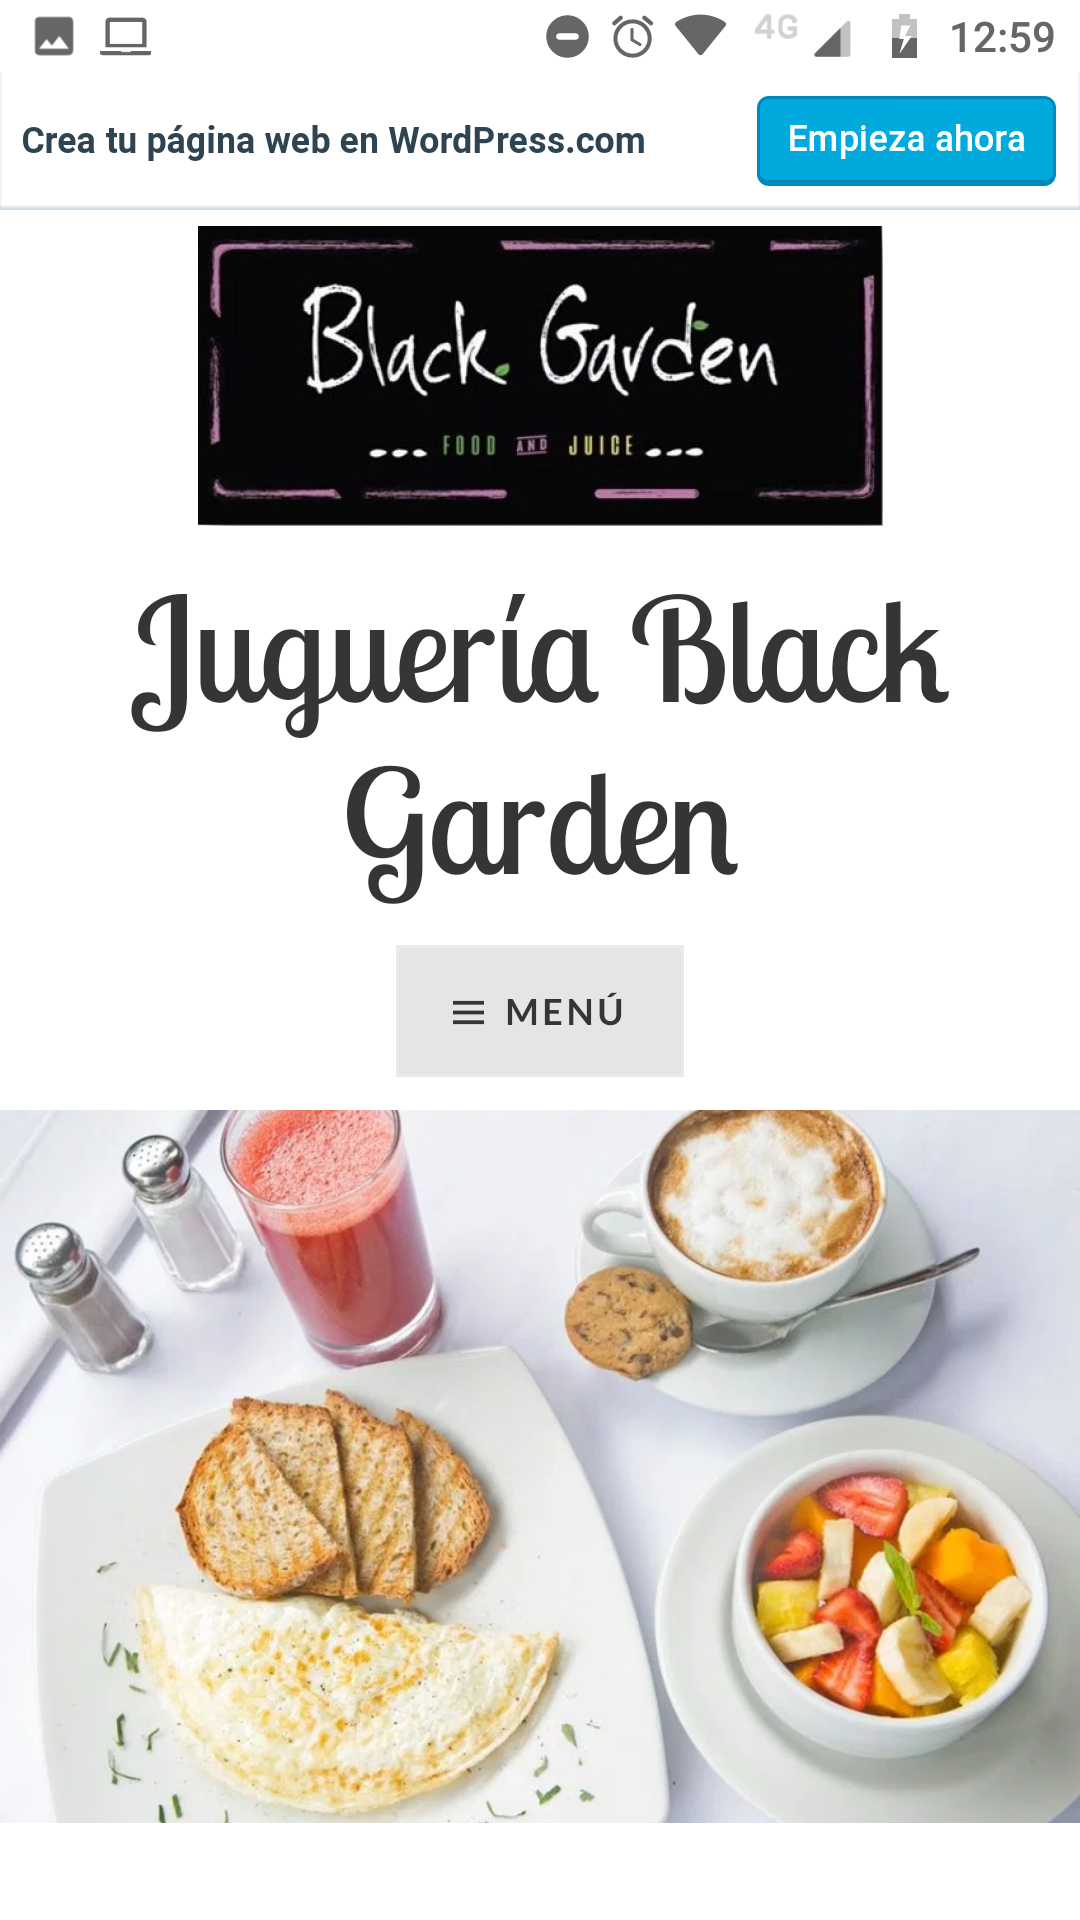 4G 12:59
Crea tu página web en WordPress.com
Empieza ahora
Black Garden
FOOD AND JUICE
Juguería Black
Garden
MENÚ